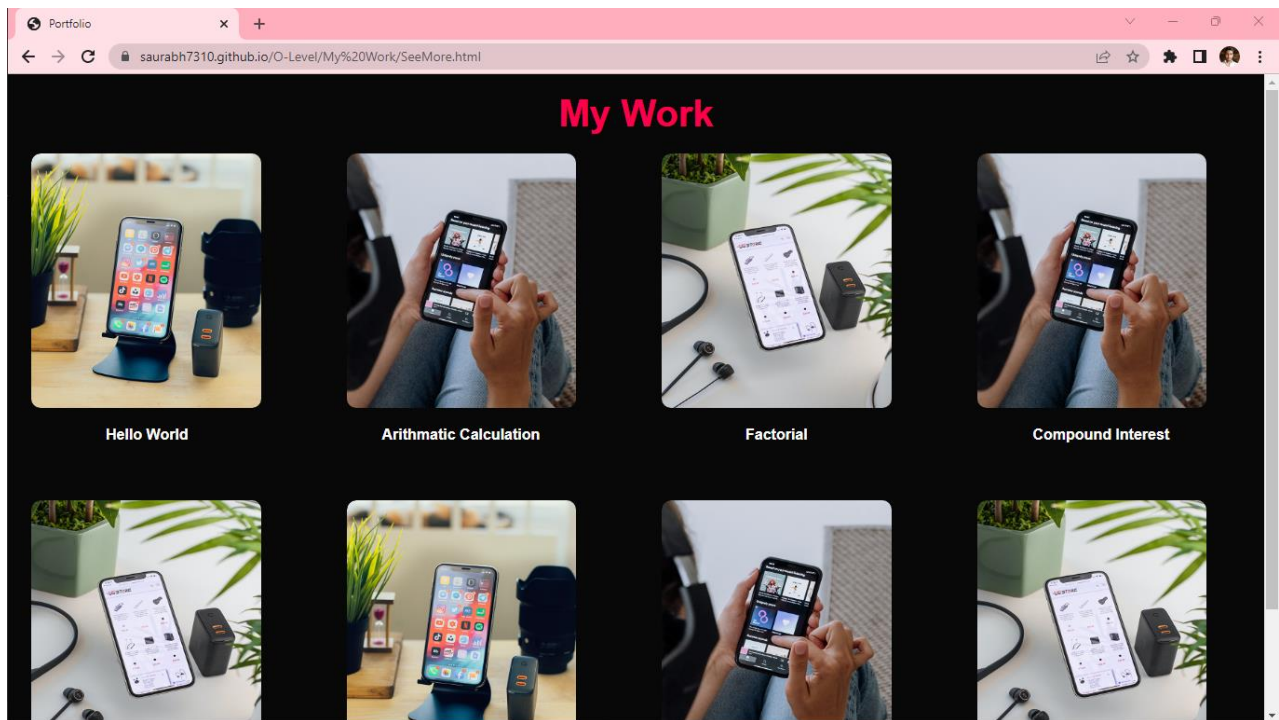 Portfolio
saurabh7310.github.io/O-Level/My%20Work/SeeMore.html
My Work
Hello World
Arithmatic Calculation
Factorial
Compound Interest